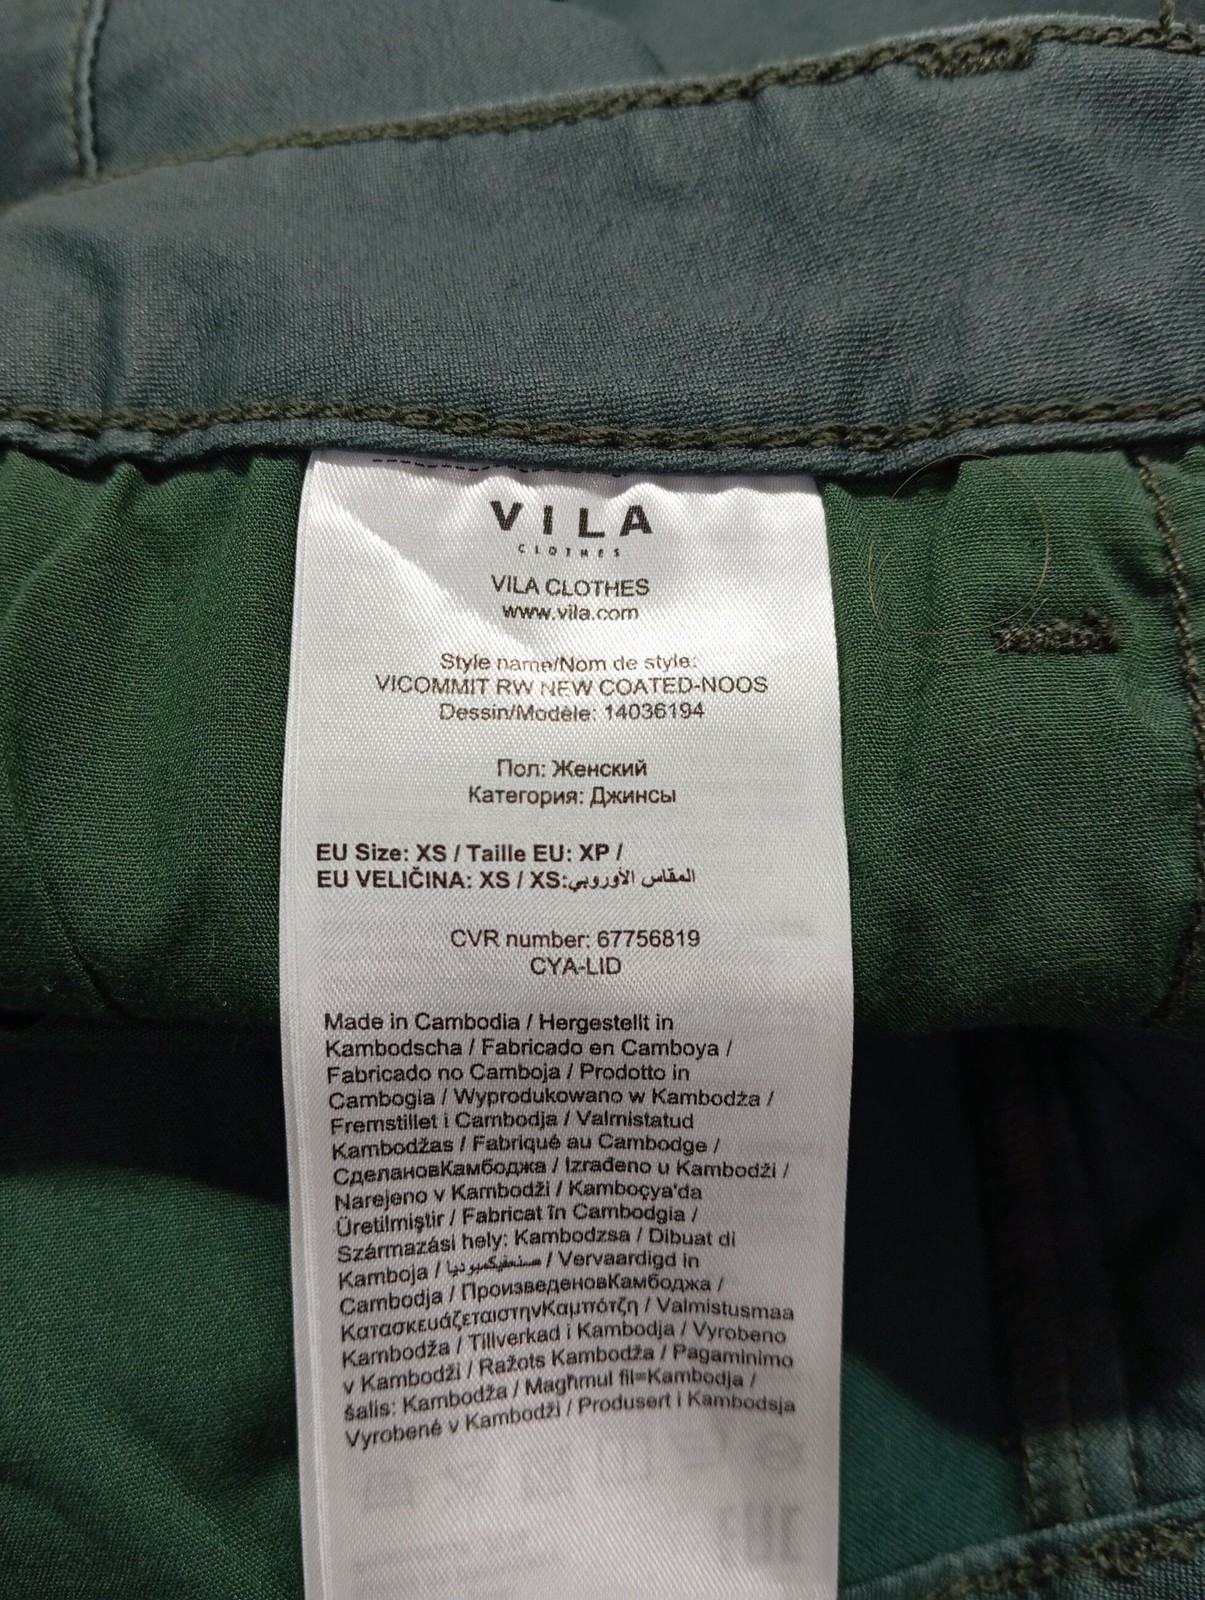 VILA
CLOTHES
VILA CLOTHES
www.vila.com
Style name/Nom de style:
VICOMMIT RW NEW COATED-NOOS
Dessin/Modèle: 14036194
Пол: Женский
Категория: Джинсы
EU Size: XS / Taille EU: XP /
EU VELIČINA: XS / XS:المقاس الأوروبي
CVR number: 67756819
CYA-LID
Made in Cambodia / Hergestellt in
Kambodscha / Fabricado en Camboya /
Fabricado no Camboja / Prodotto in
Cambogia / Wyprodukowano w Kambodża /
Fremstillet i Cambodja / Valmistatud
Kambodžas / Fabriqué au Cambodge /
СделановКамбоджа / Izrađeno u Kambodži /
Narejeno v Kambodži / Kamboçya'da
Üretilmiştir / Fabricat în Cambodgia /
Származási hely: Kambodzsa / Dibuat di
Kamboja / / Vervaardigd in
Cambodja / ПроизведеновКамбоджа /
ΚατασκευάζεταιστηνΚαμπότζη / Valmistusmaa
Kambodža / Tillverkad i Kambodja / Vyrobeno
v Kambodži / Ražots Kambodža / Pagaminimo
šalis: Kambodža / Magħmul fil=Kambodja /
Vyrobené v Kambodži / Produsert i Kambodsja